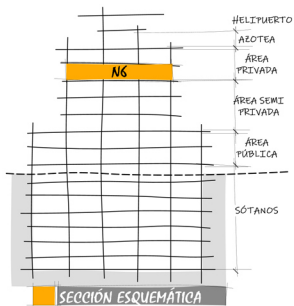 HELIPUERTO
AZOTEA
ÁREA
PRIVADA
N6
ÁREA SEMI
PRIVADA
ÁREA
PÚBLICA
SÓTANOS
SECCIÓN ESQUEMÁTICA